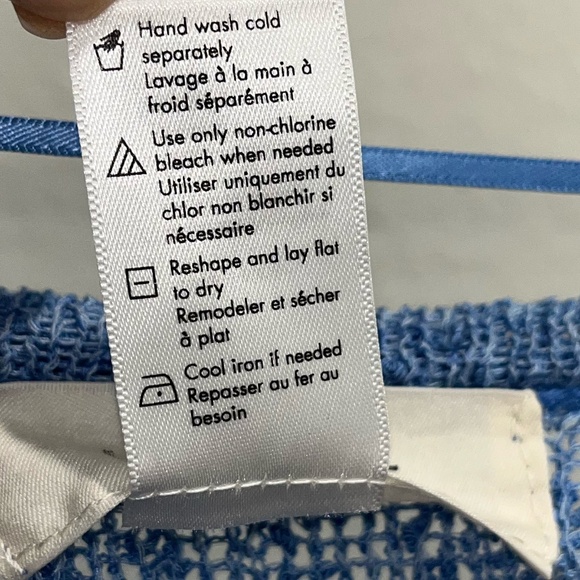 Hand wash cold
separately
Lavage à la main à
froid séparément
Use only non-chlorine
bleach when needed
Utiliser uniquement du
chlor non blanchir si
nécessaire
Reshape and lay flat
to dry
Remodeler et sécher
à plat
Cool iron if needed
Repasser au fer au
besoin